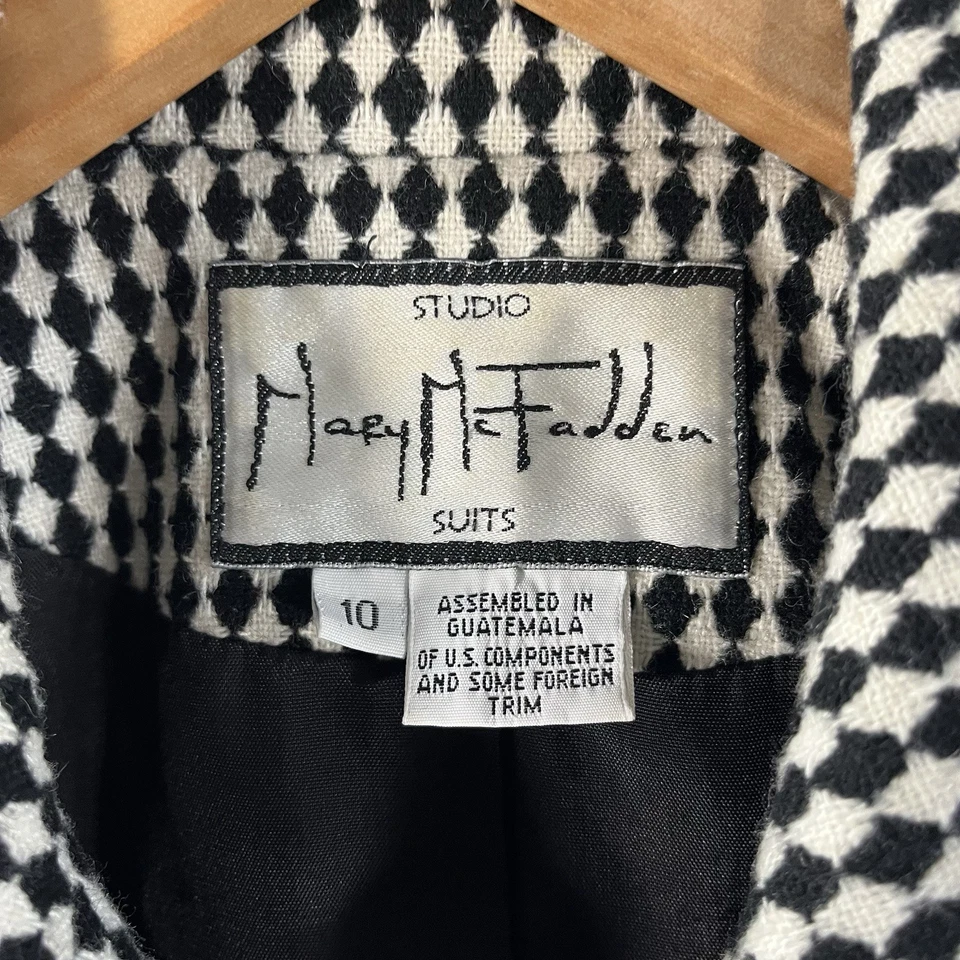 STUDIO
Mary McFadden
SUITS
10
ASSEMBLED IN
GUATEMALA
OF U.S. COMPONENTS
AND SOME FOREIGN
TRIM